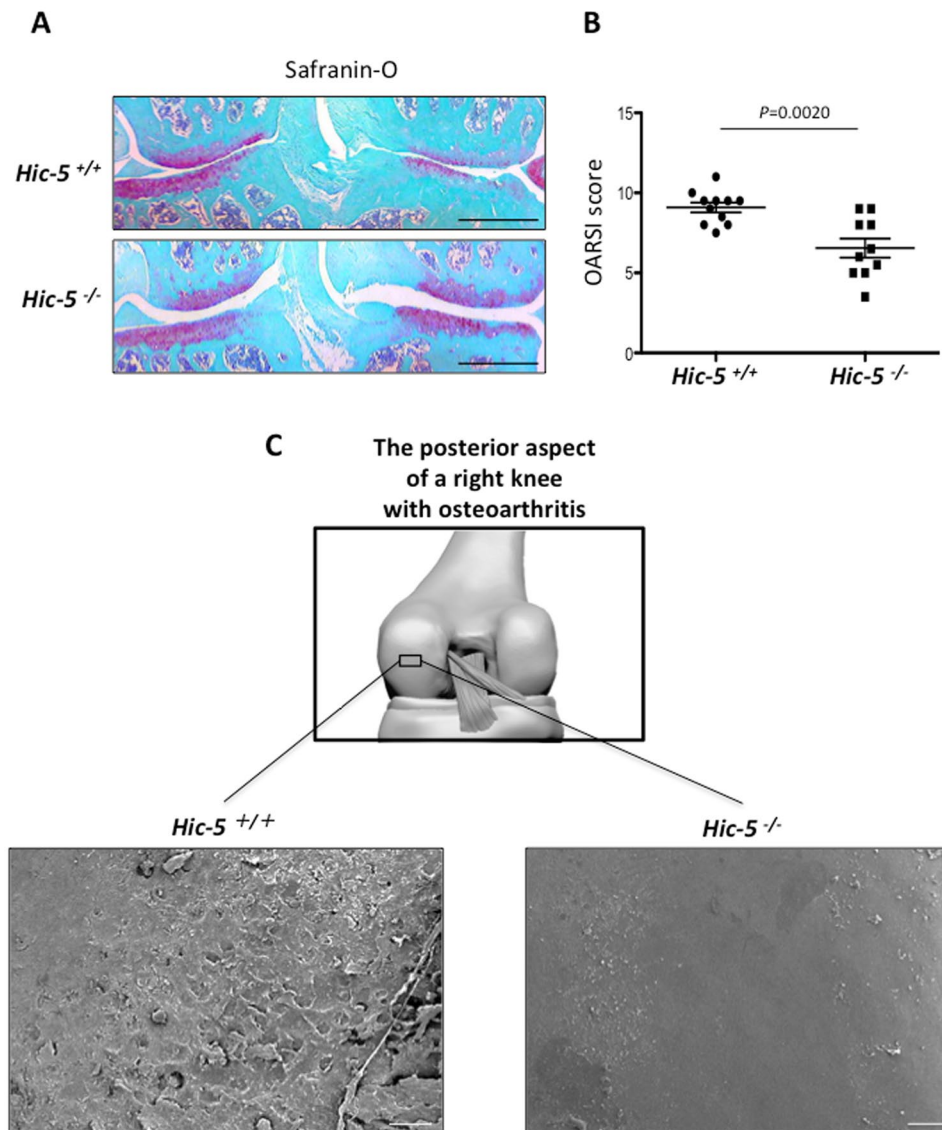 A
Safranin-O
Hic-5 +/+
Hic-5 -/-
B
P=0.0020
OARSI score
15
10
5
0
Hic-5 +/+
Hic-5 -/-
C
The posterior aspect
of a right knee
with osteoarthritis
Hic-5 +/+
Hic-5 -/-